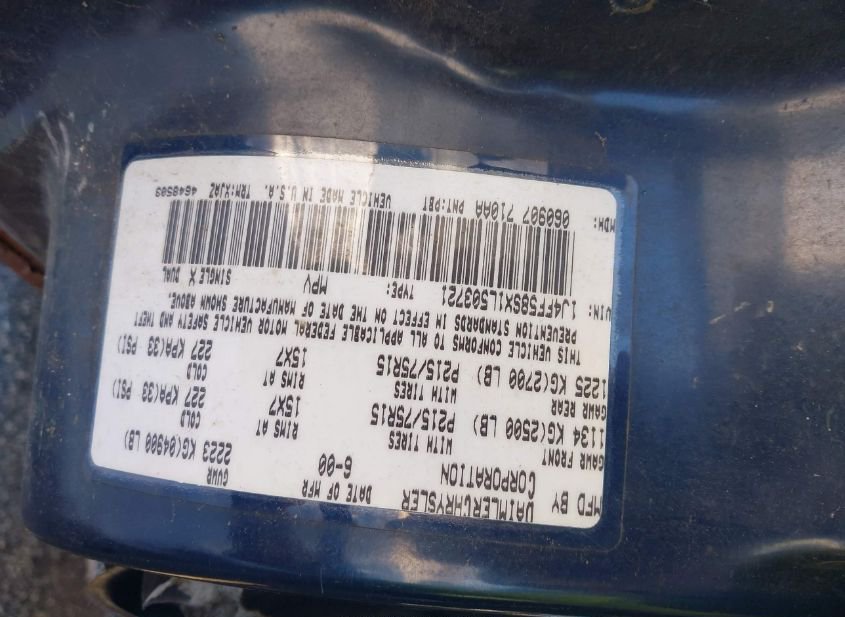 MFD BY DAIMLERCHRYSLER CORPORATION
DATE OF MFR 6-00
GVWR 2223 KG(04900 LB)
GAWR FRONT WITH TIRES RIMS AT COLD
1134 KG(2500 LB) P215/75R15 15X7 227 KPA(33 PSI)
GAWR REAR WITH TIRES RIMS AT COLD
1225 KG(2700 LB) P215/75R15 15X7 227 KPA(33 PSI)
THIS VEHICLE CONFORMS TO ALL APPLICABLE FEDERAL MOTOR VEHICLE SAFETY AND THEFT
PREVENTION STANDARDS IN EFFECT ON THE DATE OF MANUFACTURE SHOWN ABOVE.
VIN: 1J4FF58SX1L503721 TYPE: MPV SINGLE X DUAL
MDH: 060907 710AA PNT:PBT VEHICLE MADE IN U.S.A. TRM:XJAZ 4648503